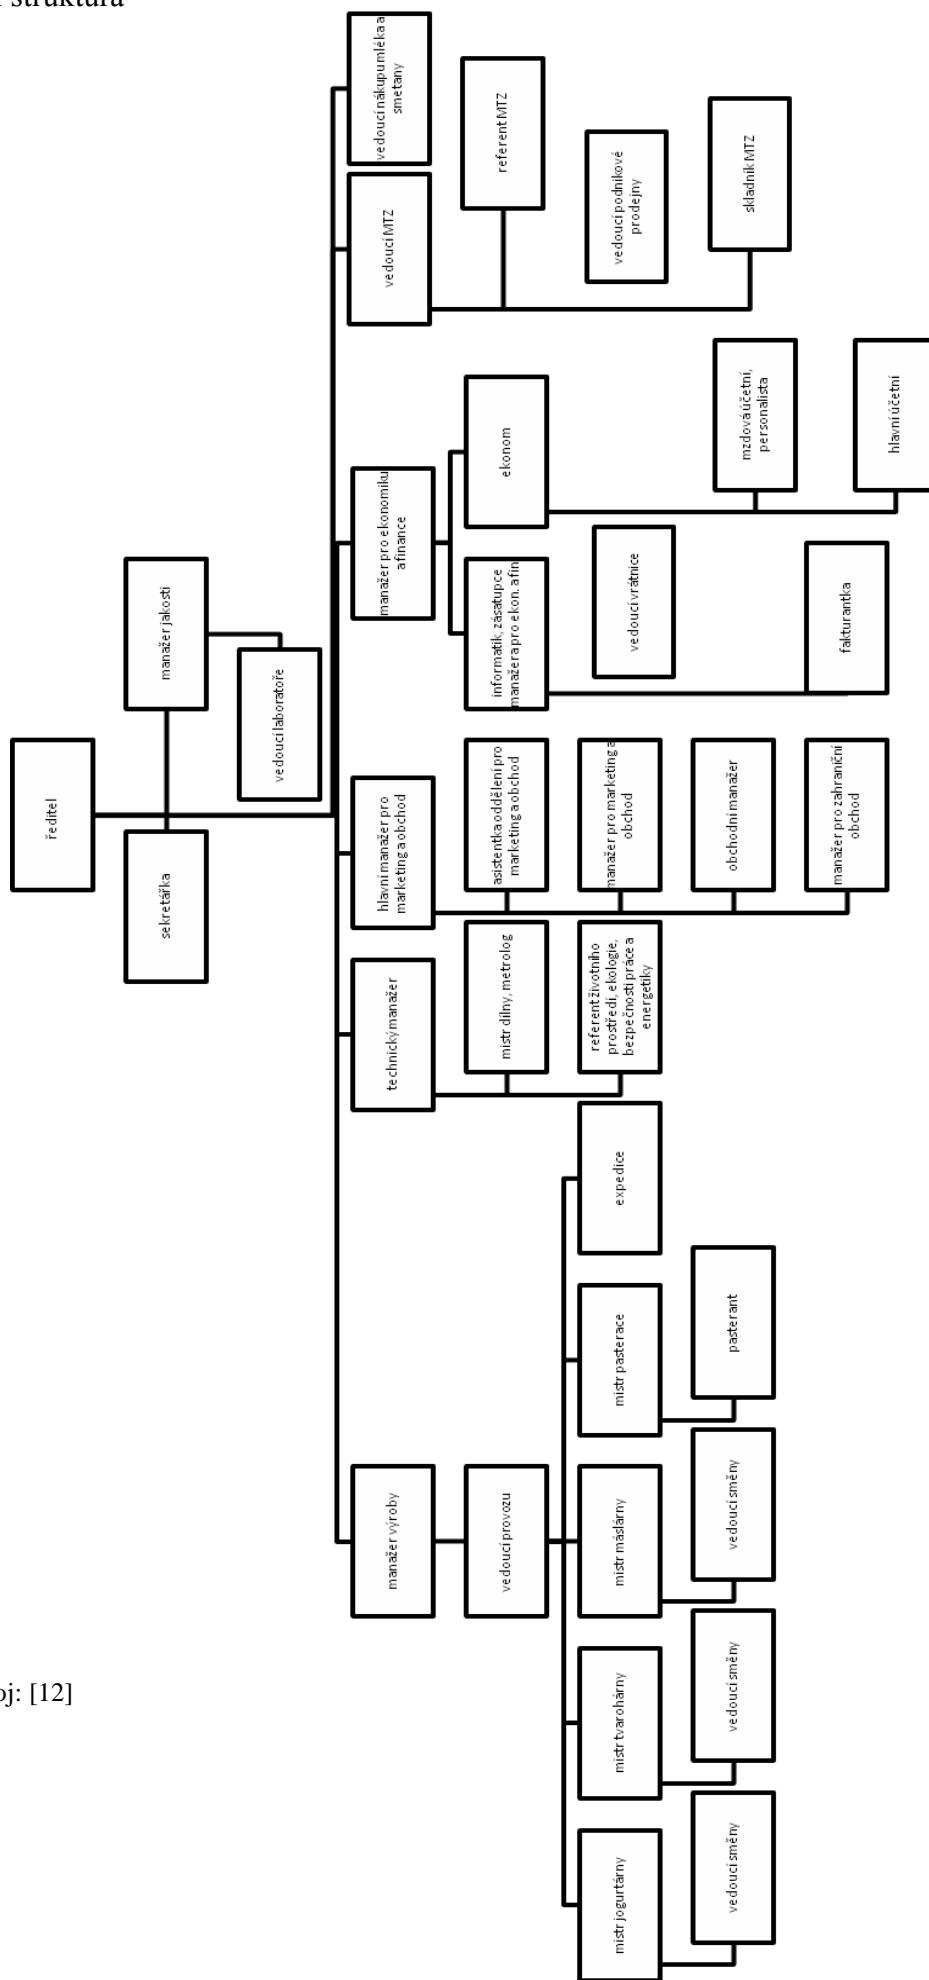 struktura
ředitel
sekretářka
manažer jakosti
vedoucí laboratoře
manažer výroby
technický manažer
hlavní manažer pro
marketing a obchod
manažer pro ekonomiku
a finance
vedoucí MTZ
vedoucí nákupu mléka a
smetany
vedoucí provozu
mistr dílny, metrolog
asistentka oddělení pro
marketing a obchod
informatik, zásatupce
manažera pro ekon. a fin
ekonom
referent MTZ
mistr jogurtárny
mistr tvarohárny
mistr máslárny
mistr pasterace
expedice
referent životního
prostředí, ekologie,
bezpečnosti práce a
energetiky
manažer pro marketing a
obchod
vedoucí vrátnice
vedoucí podnikové
prodejny
vedoucí směny
vedoucí směny
vedoucí směny
pasterant
obchodní manažer
mzdová účetní,
personalista
skladník MTZ
manažer pro zahraniční
obchod
fakturantka
hlavní účetní
oj: [12]